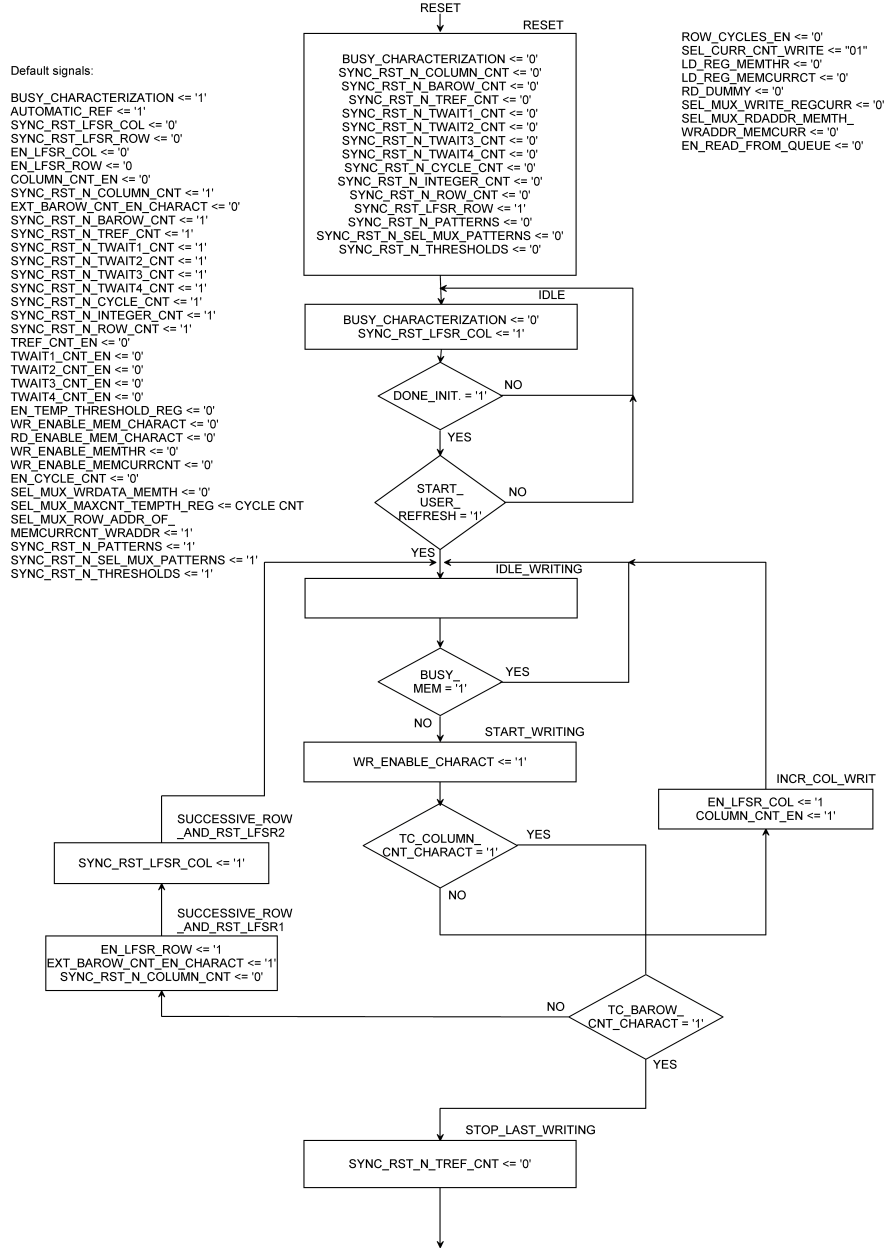 RESET
RESET
BUSY_CHARACTERIZATION <= '0'
SYNC_RST_N_COLUMN_CNT <= '0'
SYNC_RST_N_BAROW_CNT <= '0'
SYNC_RST_N_TREF_CNT <= '0'
SYNC_RST_N_TWAIT1_CNT <= '0'
SYNC_RST_N_TWAIT2_CNT <= '0'
SYNC_RST_N_TWAIT3_CNT <= '0'
SYNC_RST_N_TWAIT4_CNT <= '0'
SYNC_RST_N_CYCLE_CNT <= '0'
SYNC_RST_N_INTEGER_CNT <= '0'
SYNC_RST_N_ROW_CNT <= '0'
SYNC_RST_LFSR_ROW <= '1'
SYNC_RST_N_PATTERNS <= '0'
SYNC_RST_N_SEL_MUX_PATTERNS <= '0'
SYNC_RST_N_THRESHOLDS <= '0'
ROW_CYCLES_EN <= '0'
SEL_CURR_CNT_WRITE <= "01"
LD_REG_MEMTHR <= '0'
LD_REG_MEMCURRCT <= '0'
RD_DUMMY <= '0'
SEL_MUX_WRITE_REGCURR <= '0'
SEL_MUX_RDADDR_MEMTH_
WRADDR_MEMCURR <= '0'
EN_READ_FROM_QUEUE <= '0'
Default signals:
BUSY_CHARACTERIZATION <= '1'
AUTOMATIC_REF <= '1'
SYNC_RST_LFSR_COL <= '0'
SYNC_RST_LFSR_ROW <= '0'
EN_LFSR_COL <= '0'
EN_LFSR_ROW <= '0
COLUMN_CNT_EN <= '0'
SYNC_RST_N_COLUMN_CNT <= '1'
EXT_BAROW_CNT_EN_CHARACT <= '0'
SYNC_RST_N_BAROW_CNT <= '1'
SYNC_RST_N_TREF_CNT <= '1'
SYNC_RST_N_TWAIT1_CNT <= '1'
SYNC_RST_N_TWAIT2_CNT <= '1'
SYNC_RST_N_TWAIT3_CNT <= '1'
SYNC_RST_N_TWAIT4_CNT <= '1'
SYNC_RST_N_CYCLE_CNT <= '1'
SYNC_RST_N_INTEGER_CNT <= '1'
SYNC_RST_N_ROW_CNT <= '1'
TREF_CNT_EN <= '0'
TWAIT1_CNT_EN <= '0'
TWAIT2_CNT_EN <= '0'
TWAIT3_CNT_EN <= '0'
TWAIT4_CNT_EN <= '0'
EN_TEMP_THRESHOLD_REG <= '0'
WR_ENABLE_MEM_CHARACT <= '0'
RD_ENABLE_MEM_CHARACT <= '0'
WR_ENABLE_MEMTHR <= '0'
WR_ENABLE_MEMCURRCNT <= '0'
EN_CYCLE_CNT <= '0'
SEL_MUX_WRDATA_MEMTH <= '0'
SEL_MUX_MAXCNT_TEMPTH_REG <= CYCLE CNT
SEL_MUX_ROW_ADDR_OF_
MEMCURRCNT_WRADDR <= '1'
SYNC_RST_N_PATTERNS <= '1'
SYNC_RST_N_SEL_MUX_PATTERNS <= '1'
SYNC_RST_N_THRESHOLDS <= '1'
IDLE
BUSY_CHARACTERIZATION <= '0'
SYNC_RST_LFSR_COL <= '1'
DONE_INIT. = '1'
NO
YES
START_
USER_
REFRESH = '1'
NO
YES
IDLE_WRITING
BUSY_
MEM = '1'
YES
NO
START_WRITING
WR_ENABLE_CHARACT <= '1'
INCR_COL_WRIT
EN_LFSR_COL <= '1
COLUMN_CNT_EN <= '1'
TC_COLUMN_
CNT_CHARACT = '1'
YES
NO
SUCCESSIVE_ROW
_AND_RST_LFSR2
SYNC_RST_LFSR_COL <= '1'
SUCCESSIVE_ROW
_AND_RST_LFSR1
EN_LFSR_ROW <= '1
EXT_BAROW_CNT_EN_CHARACT <= '1'
SYNC_RST_N_COLUMN_CNT <= '0'
NO
TC_BAROW_
CNT_CHARACT = '1'
YES
STOP_LAST_WRITING
SYNC_RST_N_TREF_CNT <= '0'